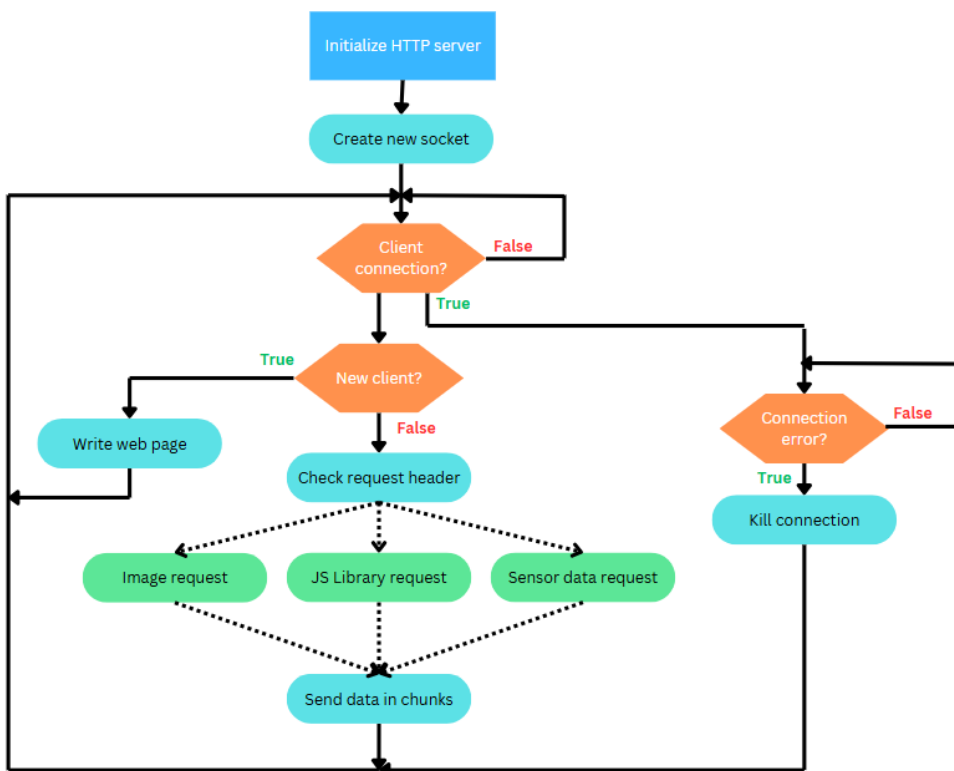 Initialize HTTP server
Create new socket
Client
connection?
False
True
New client?
True
False
Write web page
Connection
error?
False
True
Check request header
Kill connection
Image request
JS Library request
Sensor data request
Send data in chunks